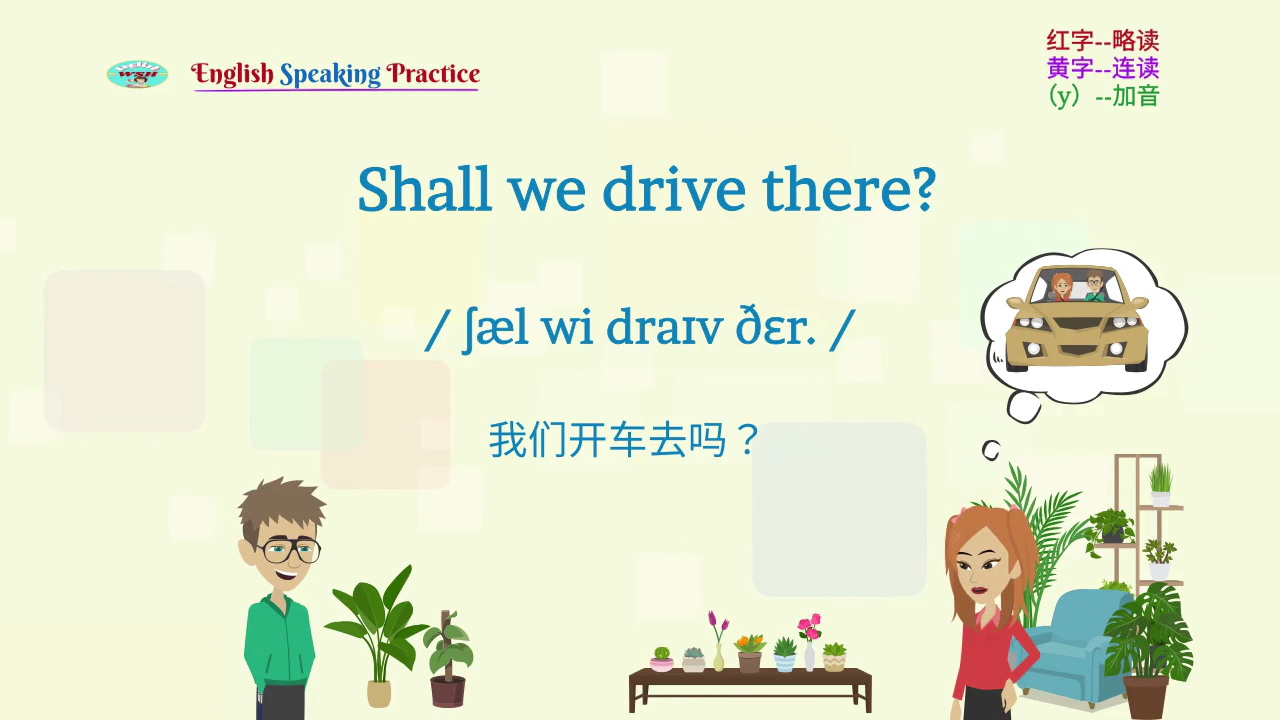 English Speaking Practice
红字--略读
黄字--连读
（y）--加音
Shall we drive there?
/ ʃæl wi draɪv ðɛr. /
我们开车去吗？